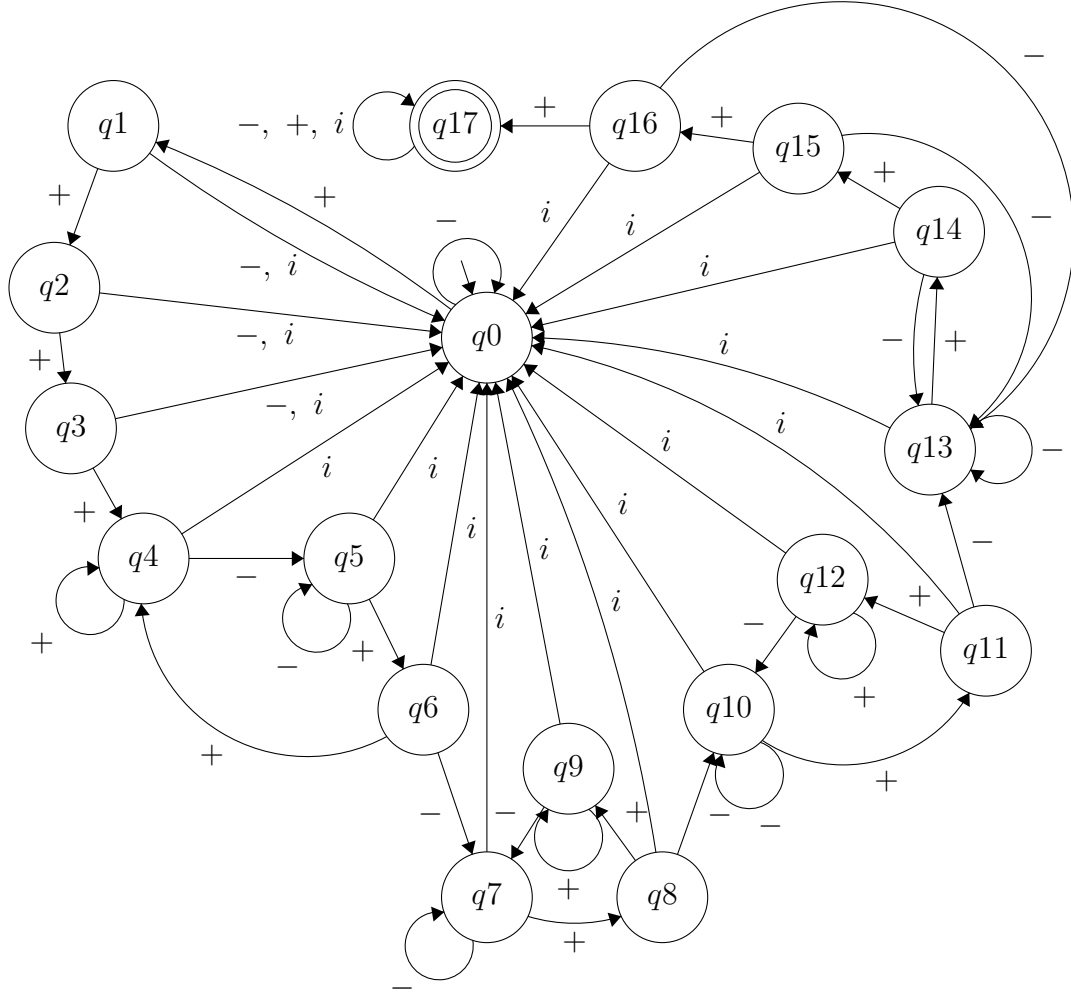 −
q1
−, +, i
q17
+
q16
+
q15
+
+
+
−
i
−
q14
i
−, i
i
q2
−, i
q0
−
+
i
+
q3
−, i
i
i
q13
−
i
i
+
i
i
i
i
−
q4
−
q5
q12
+
i
i
−
+
−
+
q11
q6
q10
+
+
+
q9
−
−
+
−
−
+
q7
q8
+
−